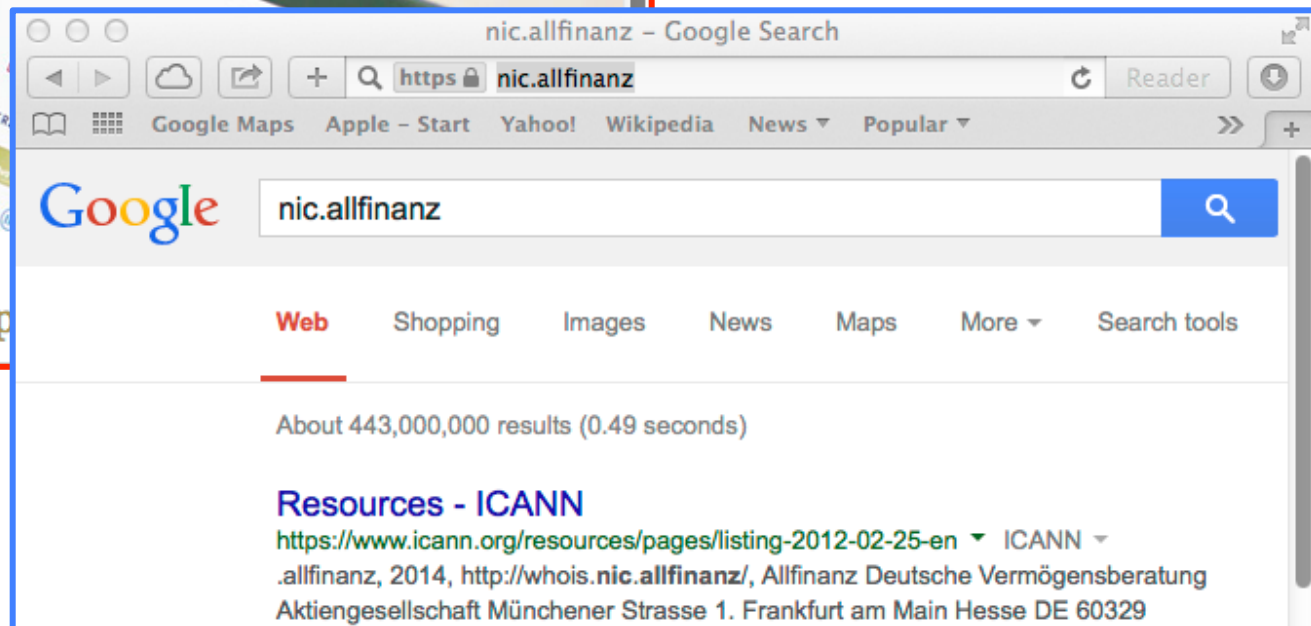 nic.allfinanz – Google Search
https nic.allfinanz Reader
Google Maps Apple – Start Yahoo! Wikipedia News Popular
Google nic.allfinanz
Web Shopping Images News Maps More Search tools
About 443,000,000 results (0.49 seconds)
Resources - ICANN
https://www.icann.org/resources/pages/listing-2012-02-25-en ICANN
.allfinanz, 2014, http://whois.nic.allfinanz/, Allfinanz Deutsche Vermögensberatung
Aktiengesellschaft Münchener Strasse 1. Frankfurt am Main Hesse DE 60329